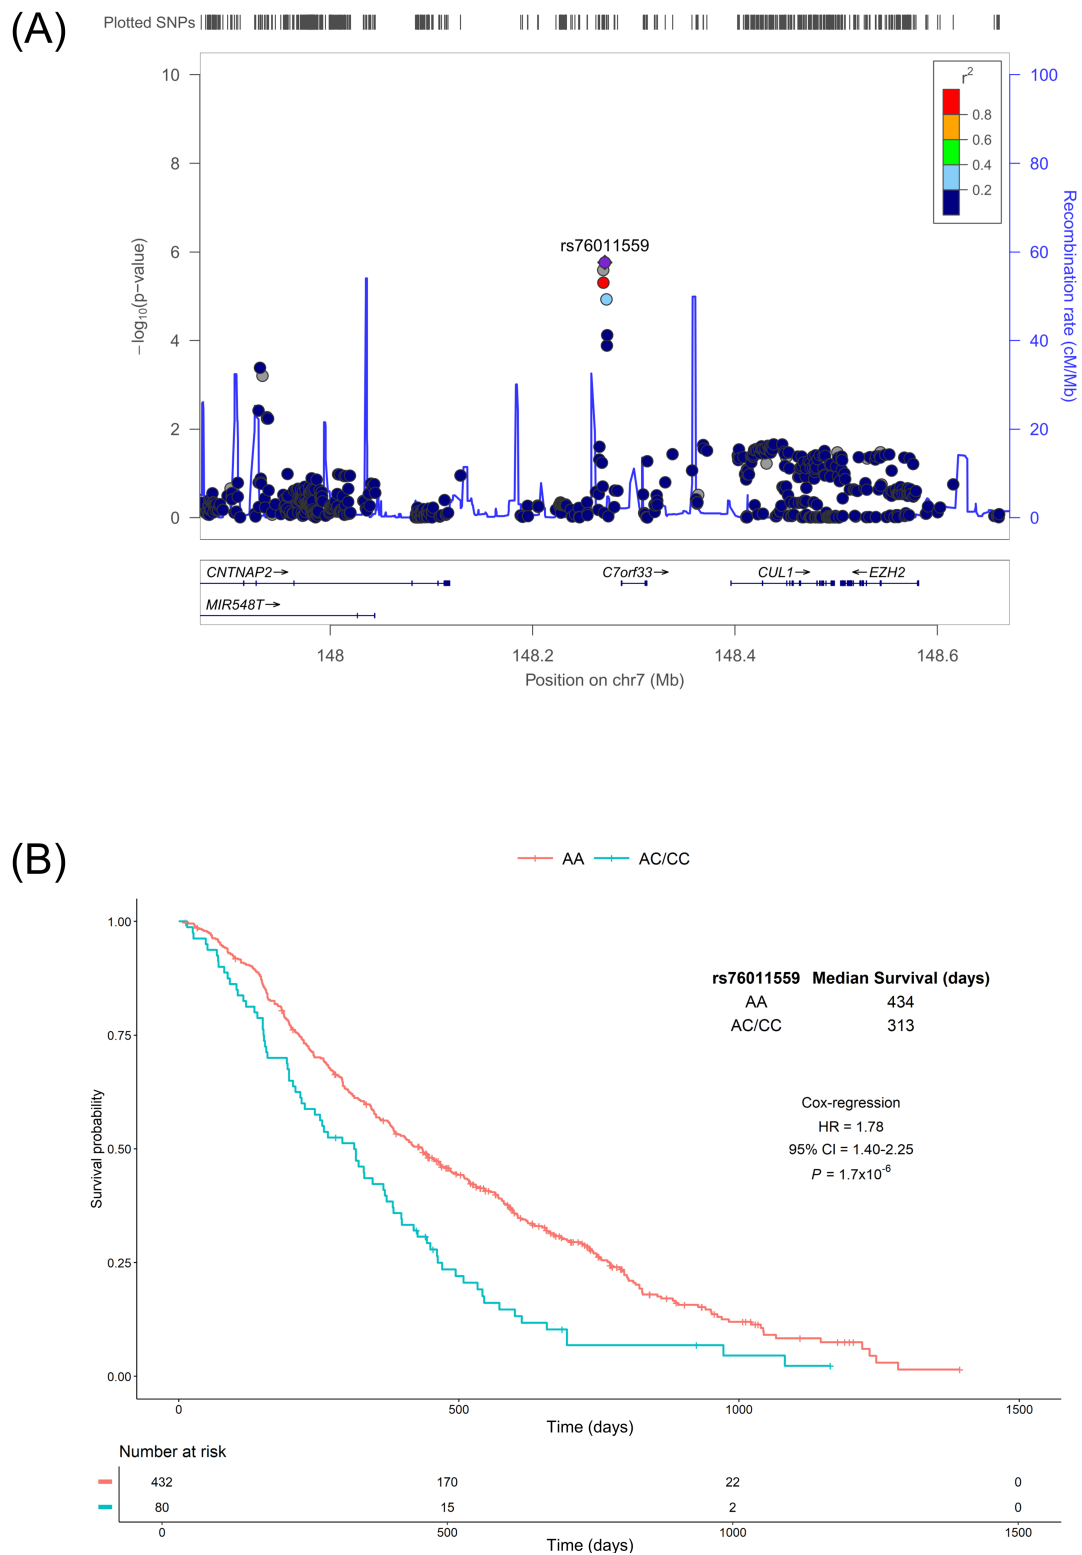 (A)
Plotted SNPs
10
8
6
4
2
0
−log10(p−value)
100
80
60
40
20
0
Recombination rate (cM/Mb)
r2
0.8
0.6
0.4
0.2
rs76011559
CNTNAP2
C7orf33
CUL1
EZH2
MIR548T
148
148.2
148.4
148.6
Position on chr7 (Mb)
(B)
AA
AC/CC
1.00
0.75
0.50
0.25
0.00
Survival probability
rs76011559 Median Survival (days)
AA 434
AC/CC 313
Cox-regression
HR = 1.78
95% CI = 1.40-2.25
P = 1.7x10-6
0 500 1000 1500
Time (days)
Number at risk
432 170 22 0
80 15 2 0
0 500 1000 1500
Time (days)